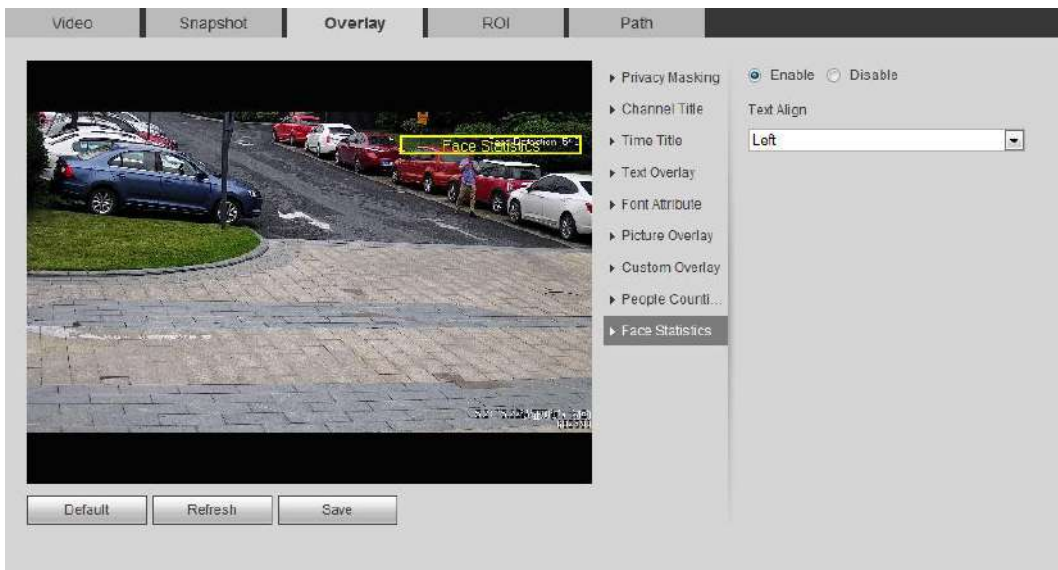 Video
Snapshot
Overlay
ROI
Path
Face Statistics
Privacy Masking
Channel Title
Time Title
Text Overlay
Font Attribute
Picture Overlay
Custom Overlay
People Counti...
Face Statistics
Enable
Disable
Text Align
Left
Default
Refresh
Save